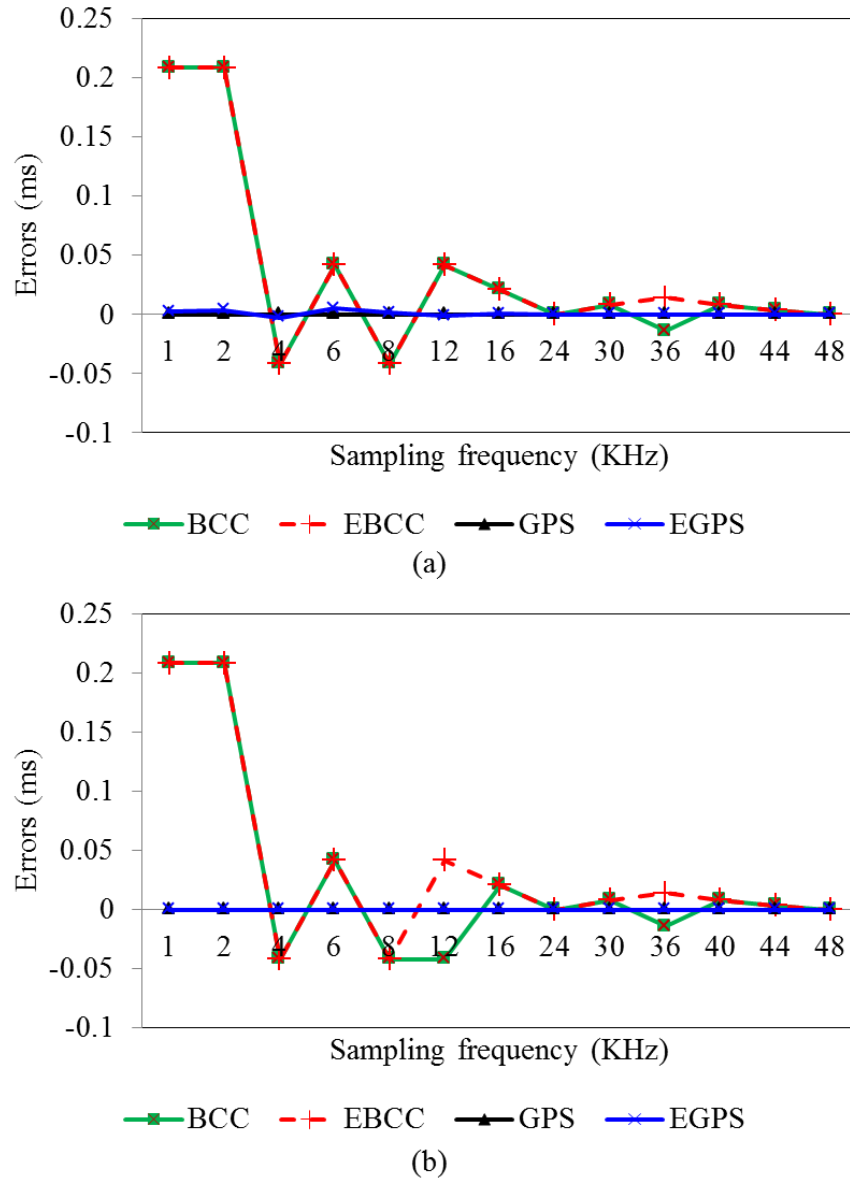 0.25
0.2
0.15
0.1
0.05
0
-0.05
-0.1
Errors (ms)
1 2 4 6 8 12 16 24 30 36 40 44 48
Sampling frequency (KHz)
BCC EBCC GPS EGPS
(a)
0.25
0.2
0.15
0.1
0.05
0
-0.05
-0.1
Errors (ms)
1 2 4 6 8 12 16 24 30 36 40 44 48
Sampling frequency (KHz)
BCC EBCC GPS EGPS
(b)